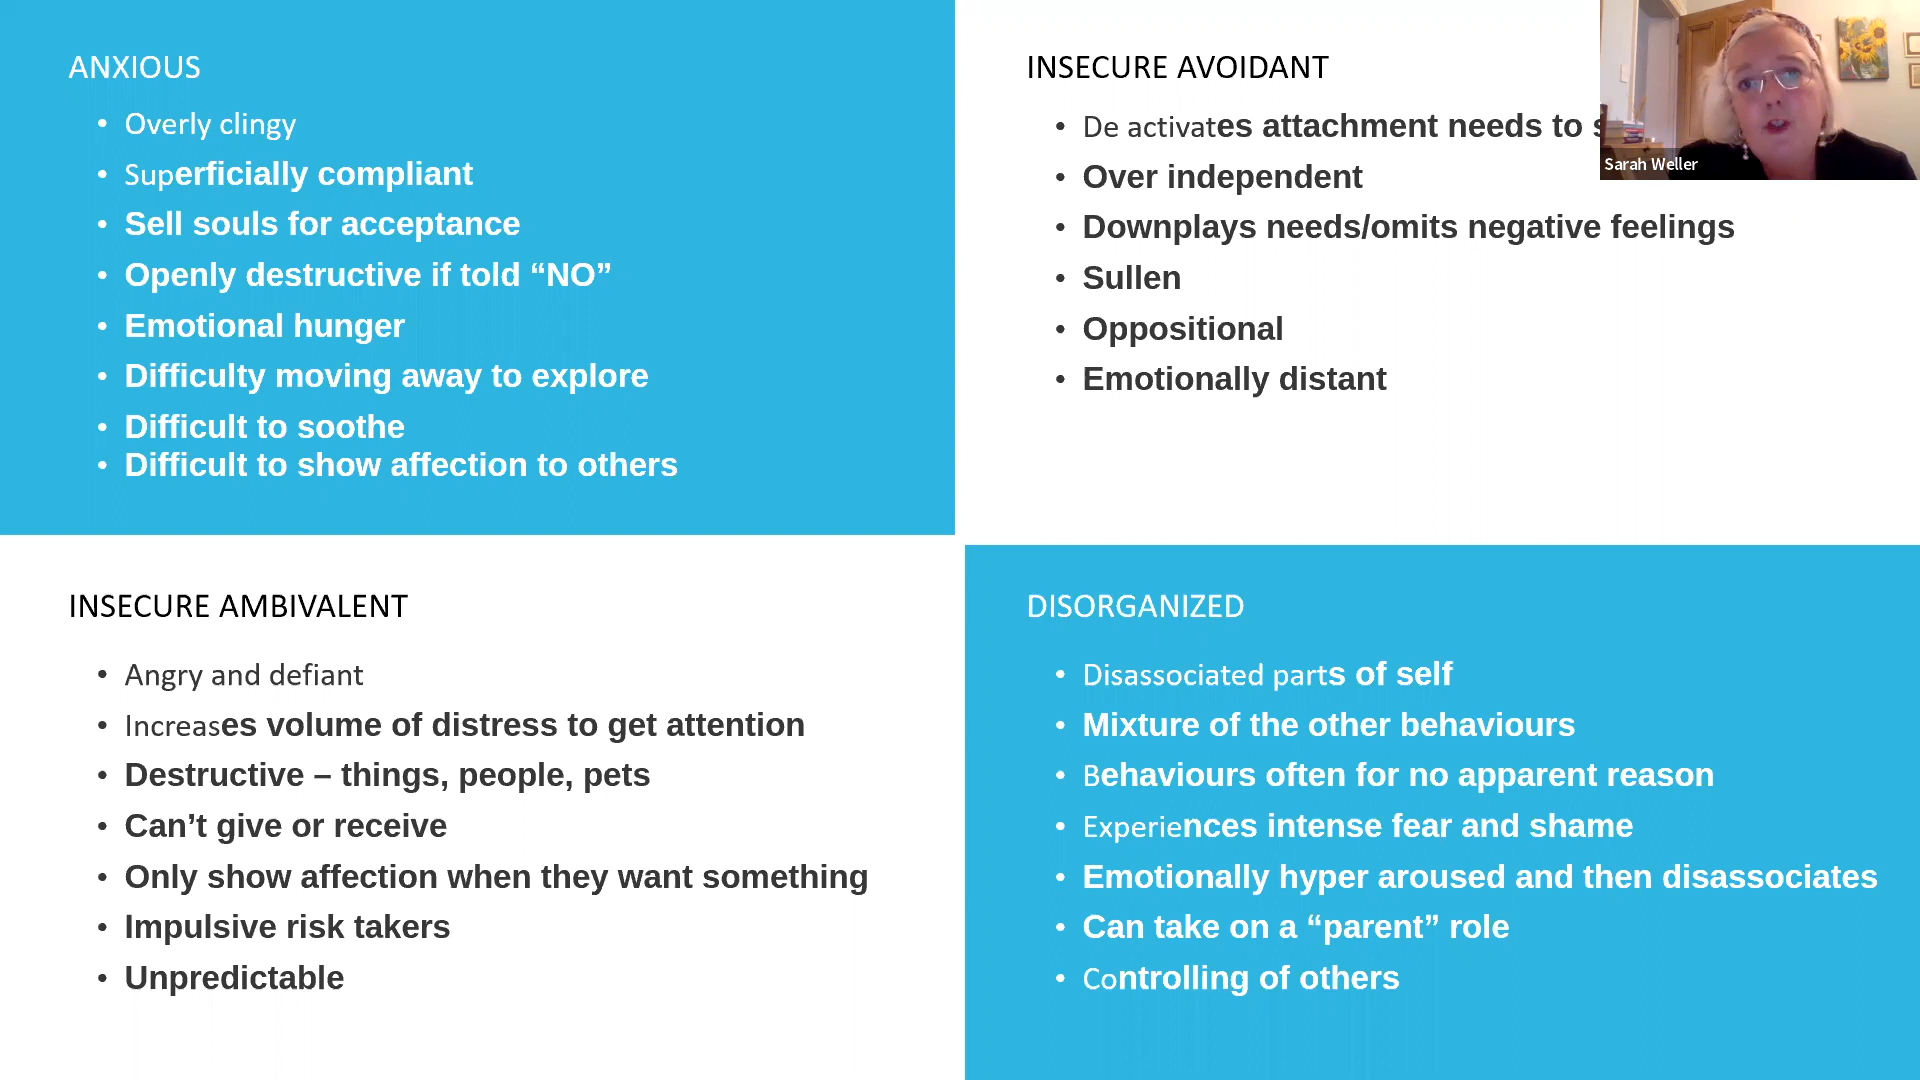 ANXIOUS
• Overly clingy
• Superficially compliant
• Sell souls for acceptance
• Openly destructive if told “NO”
• Emotional hunger
• Difficulty moving away to explore
• Difficult to soothe
• Difficult to show affection to others
INSECURE AVOIDANT
• De activates attachment needs to
• Over independent
• Downplays needs/omits negative feelings
• Sullen
• Oppositional
• Emotionally distant
Sarah Weller
INSECURE AMBIVALENT
• Angry and defiant
• Increases volume of distress to get attention
• Destructive – things, people, pets
• Can’t give or receive
• Only show affection when they want something
• Impulsive risk takers
• Unpredictable
DISORGANIZED
• Disassociated parts of self
• Mixture of the other behaviours
• Behaviours often for no apparent reason
• Experiences intense fear and shame
• Emotionally hyper aroused and then disassociates
• Can take on a “parent” role
• Controlling of others